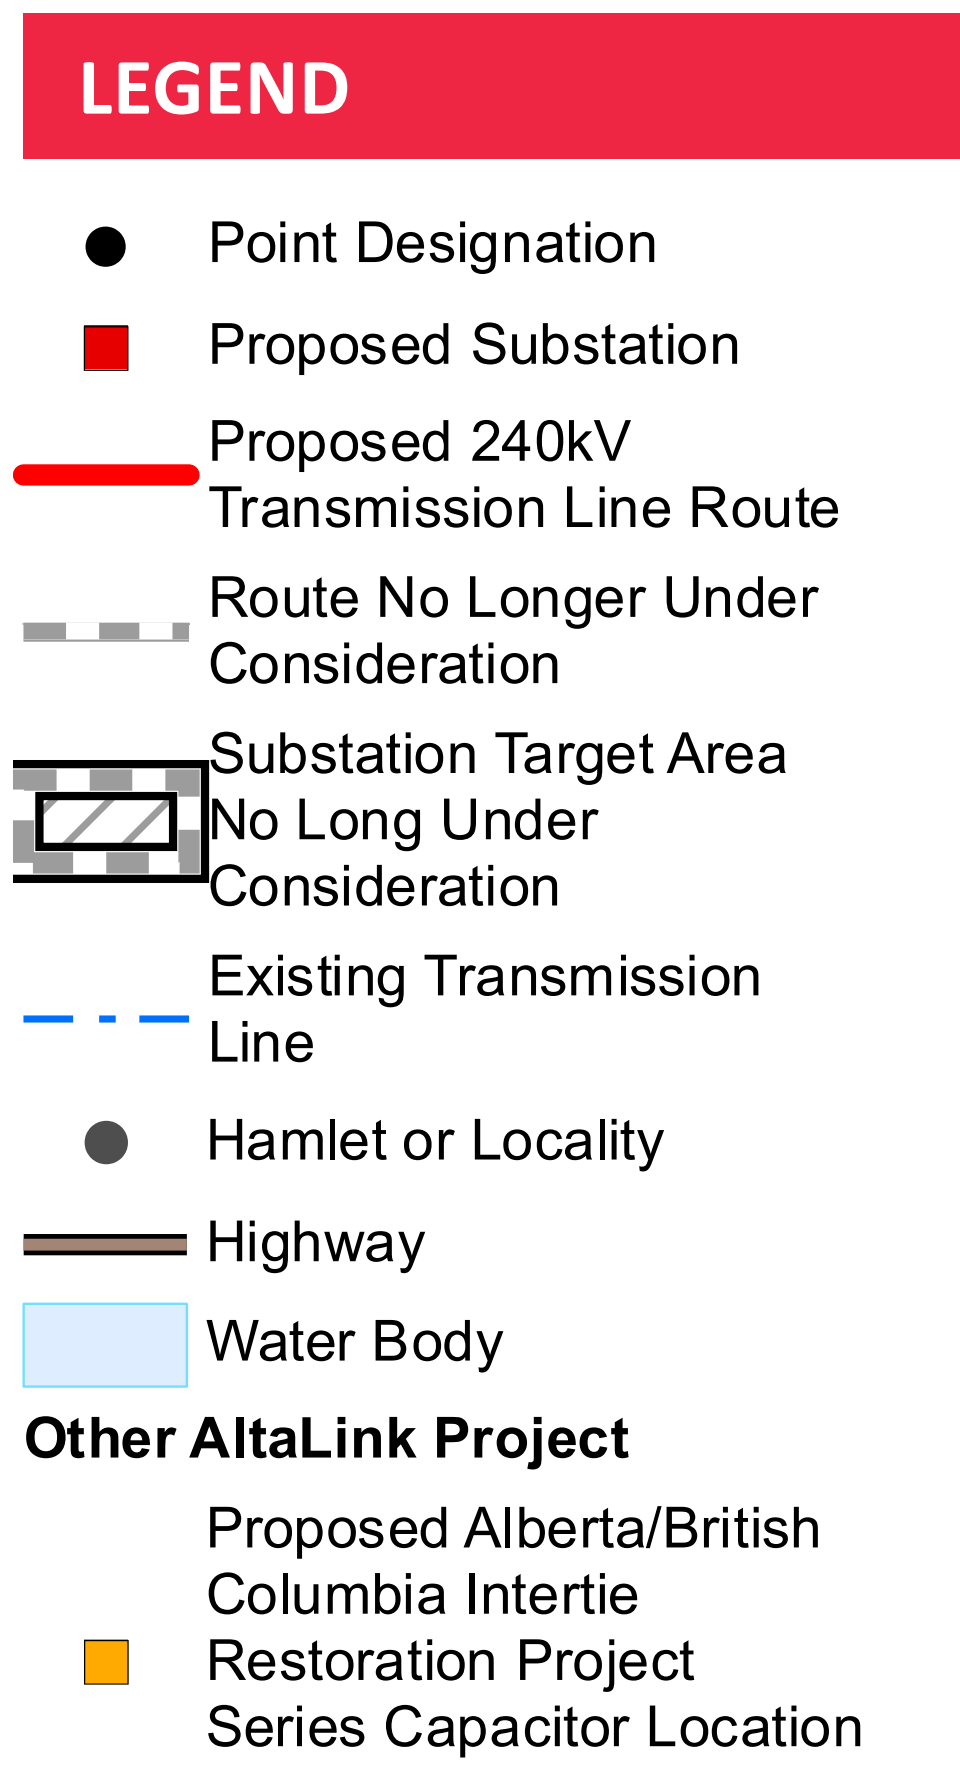 LEGEND
Point Designation
Proposed Substation
Proposed 240kV
Transmission Line Route
Route No Longer Under
Consideration
Substation Target Area
No Long Under
Consideration
Existing Transmission
Line
Hamlet or Locality
Highway
Water Body
Other AltaLink Project
Proposed Alberta/British
Columbia Intertie
Restoration Project
Series Capacitor Location